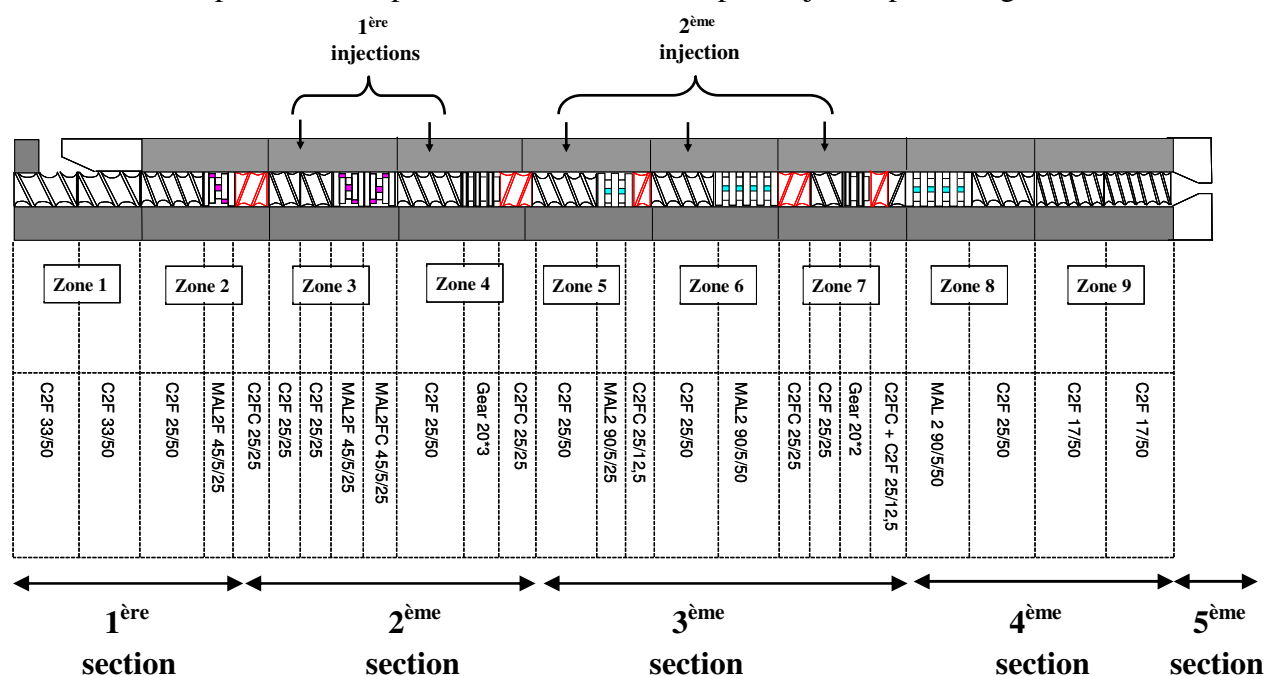 1ère
injections
2ème
injection
Zone 1
Zone 2
Zone 3
Zone 4
Zone 5
Zone 6
Zone 7
Zone 8
Zone 9
C2F 33/50
C2F 33/50
C2F 25/50
MAL2F 45/5/25
C2FC 25/25
C2F 25/25
C2F 25/25
MAL2F 45/5/25
MAL2FC 45/5/25
C2F 25/50
Gear 20*3
C2FC 25/25
C2F 25/50
MAL2 90/5/25
C2FC 25/12,5
C2F 25/50
MAL2 90/5/50
C2FC 25/25
C2F 25/25
Gear 20*2
C2FC + C2F 25/12,5
MAL 2 90/5/50
C2F 25/50
C2F 17/50
C2F 17/50
1ère
section
2ème
section
3ème
section
4ème
section
5ème
section